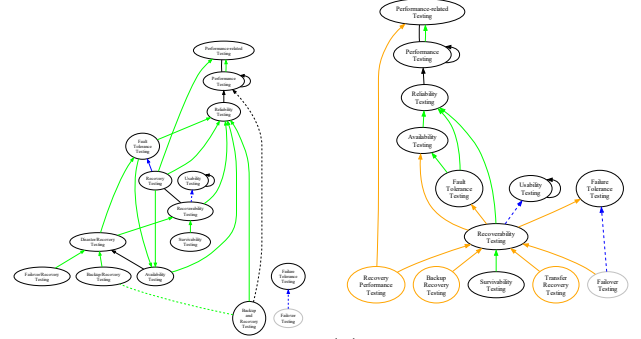 Performance-related
Testing
Performance
Testing
Reliability
Testing
Fault
Tolerance
Testing
Recovery
Testing
Usability
Testing
Recoverability
Testing
Disaster/Recovery
Testing
Survivability
Testing
Failover/Recovery
Testing
Backup/Recovery
Testing
Availability
Testing
Failure
Tolerance
Testing
Backup
and
Recovery
Testing
Failover
Testing
Performance-related
Testing
Performance
Testing
Reliability
Testing
Availability
Testing
Fault
Tolerance
Testing
Usability
Testing
Failure
Tolerance
Testing
Recoverability
Testing
Recovery
Performance
Testing
Backup
Recovery
Testing
Survivability
Testing
Transfer
Recovery
Testing
Failover
Testing